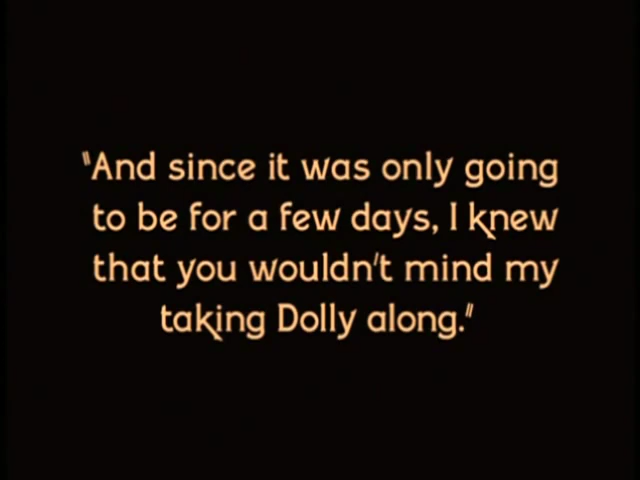 "And since it was only going
to be for a few days, I knew
that you wouldn't mind my
taking Dolly along."